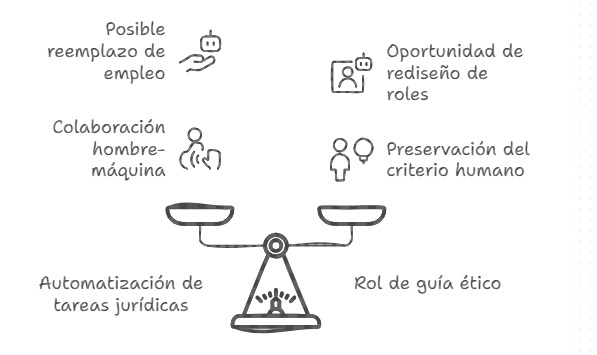 Posible
reemplazo de
empleo
Oportunidad de
rediseño de
roles
Colaboración
hombre-
máquina
Preservación del
criterio humano
Automatización de
tareas jurídicas
Rol de guía ético